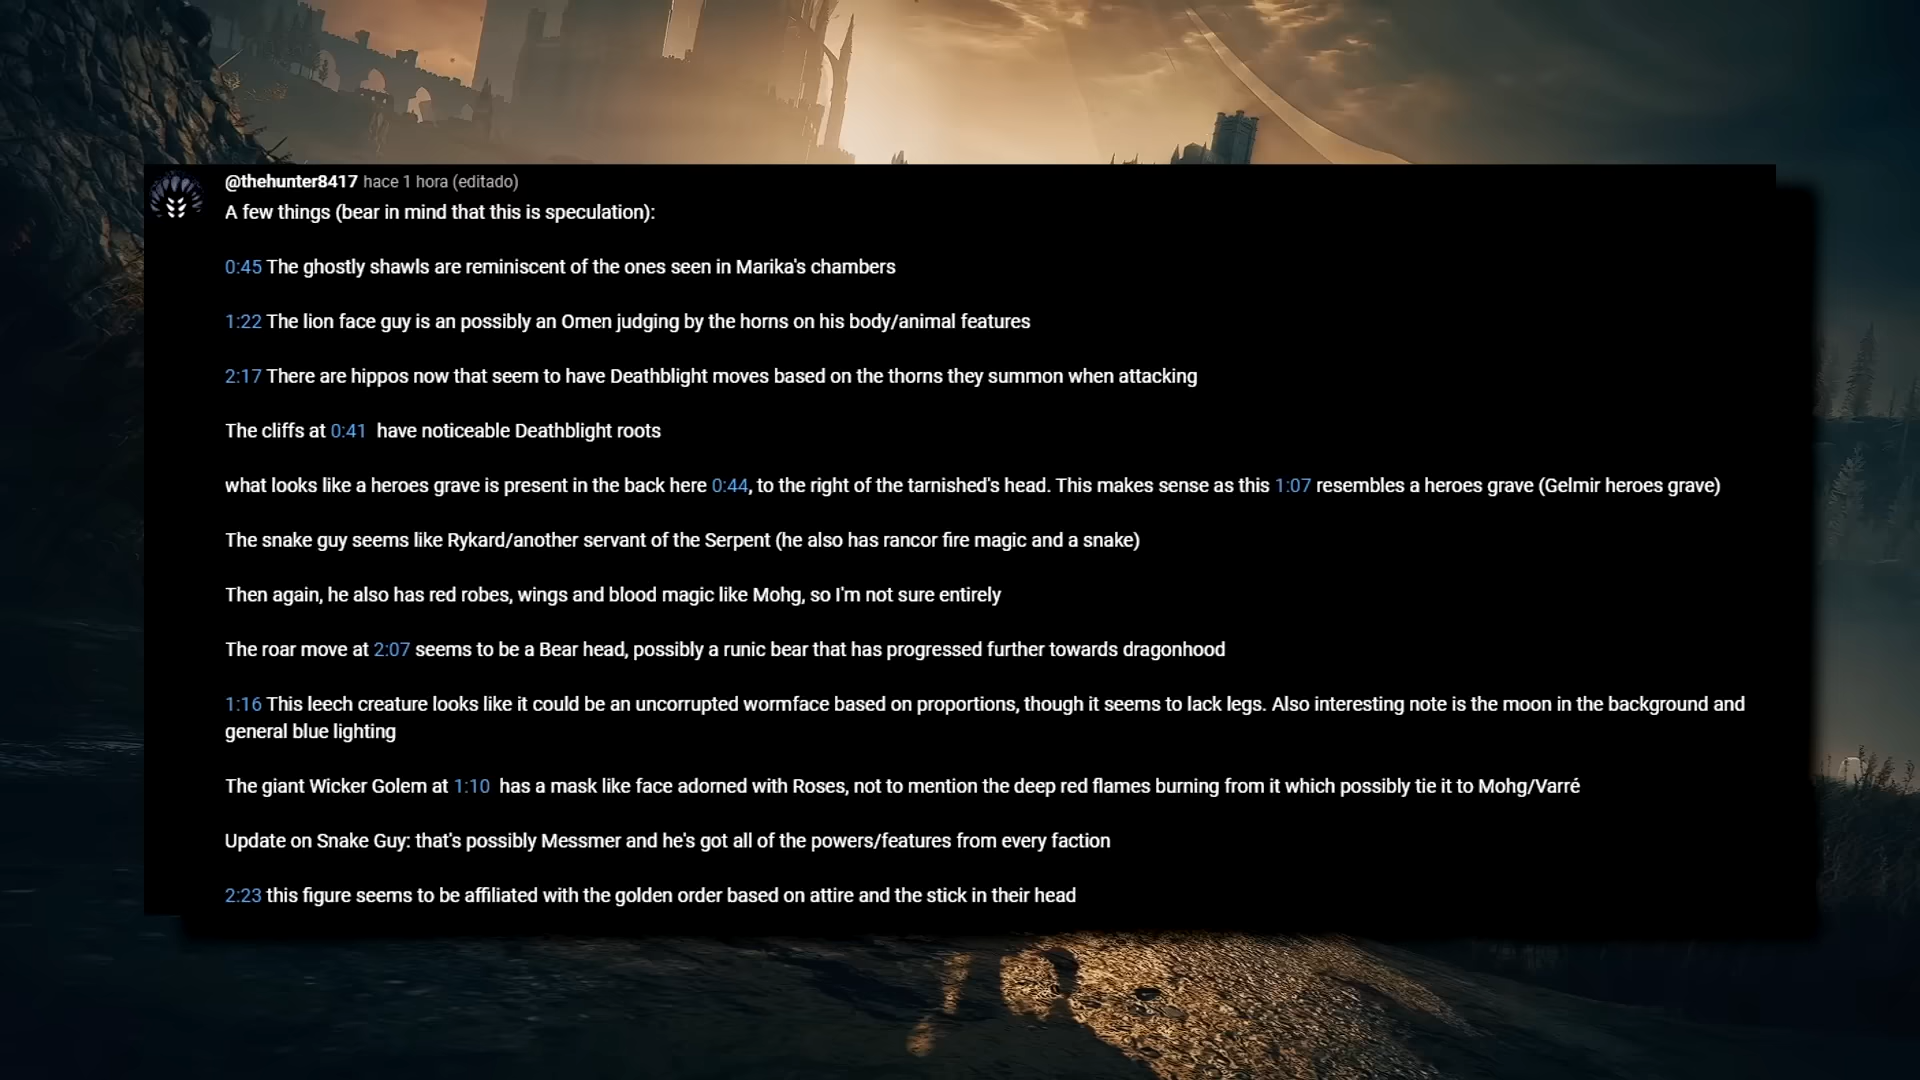 @thehunter8417 hace 1 hora (editado)
A few things (bear in mind that this is speculation):
0:45 The ghostly shawls are reminiscent of the ones seen in Marika's chambers
1:22 The lion face guy is an possibly an Omen judging by the horns on his body/animal features
2:17 There are hippos now that seem to have Deathblight moves based on the thorns they summon when attacking
The cliffs at 0:41 have noticeable Deathblight roots
what looks like a heroes grave is present in the back here 0:44, to the right of the tarnished's head. This makes sense as this 1:07 resembles a heroes grave (Gelmir heroes grave)
The snake guy seems like Rykard/another servant of the Serpent (he also has rancor fire magic and a snake)
Then again, he also has red robes, wings and blood magic like Mohg, so I'm not sure entirely
The roar move at 2:07 seems to be a Bear head, possibly a runic bear that has progressed further towards dragonhood
1:16 This leech creature looks like it could be an uncorrupted wormface based on proportions, though it seems to lack legs. Also interesting note is the moon in the background and
general blue lighting
The giant Wicker Golem at 1:10 has a mask like face adorned with Roses, not to mention the deep red flames burning from it which possibly tie it to Mohg/Varré
Update on Snake Guy: that's possibly Messmer and he's got all of the powers/features from every faction
2:23 this figure seems to be affiliated with the golden order based on attire and the stick in their head